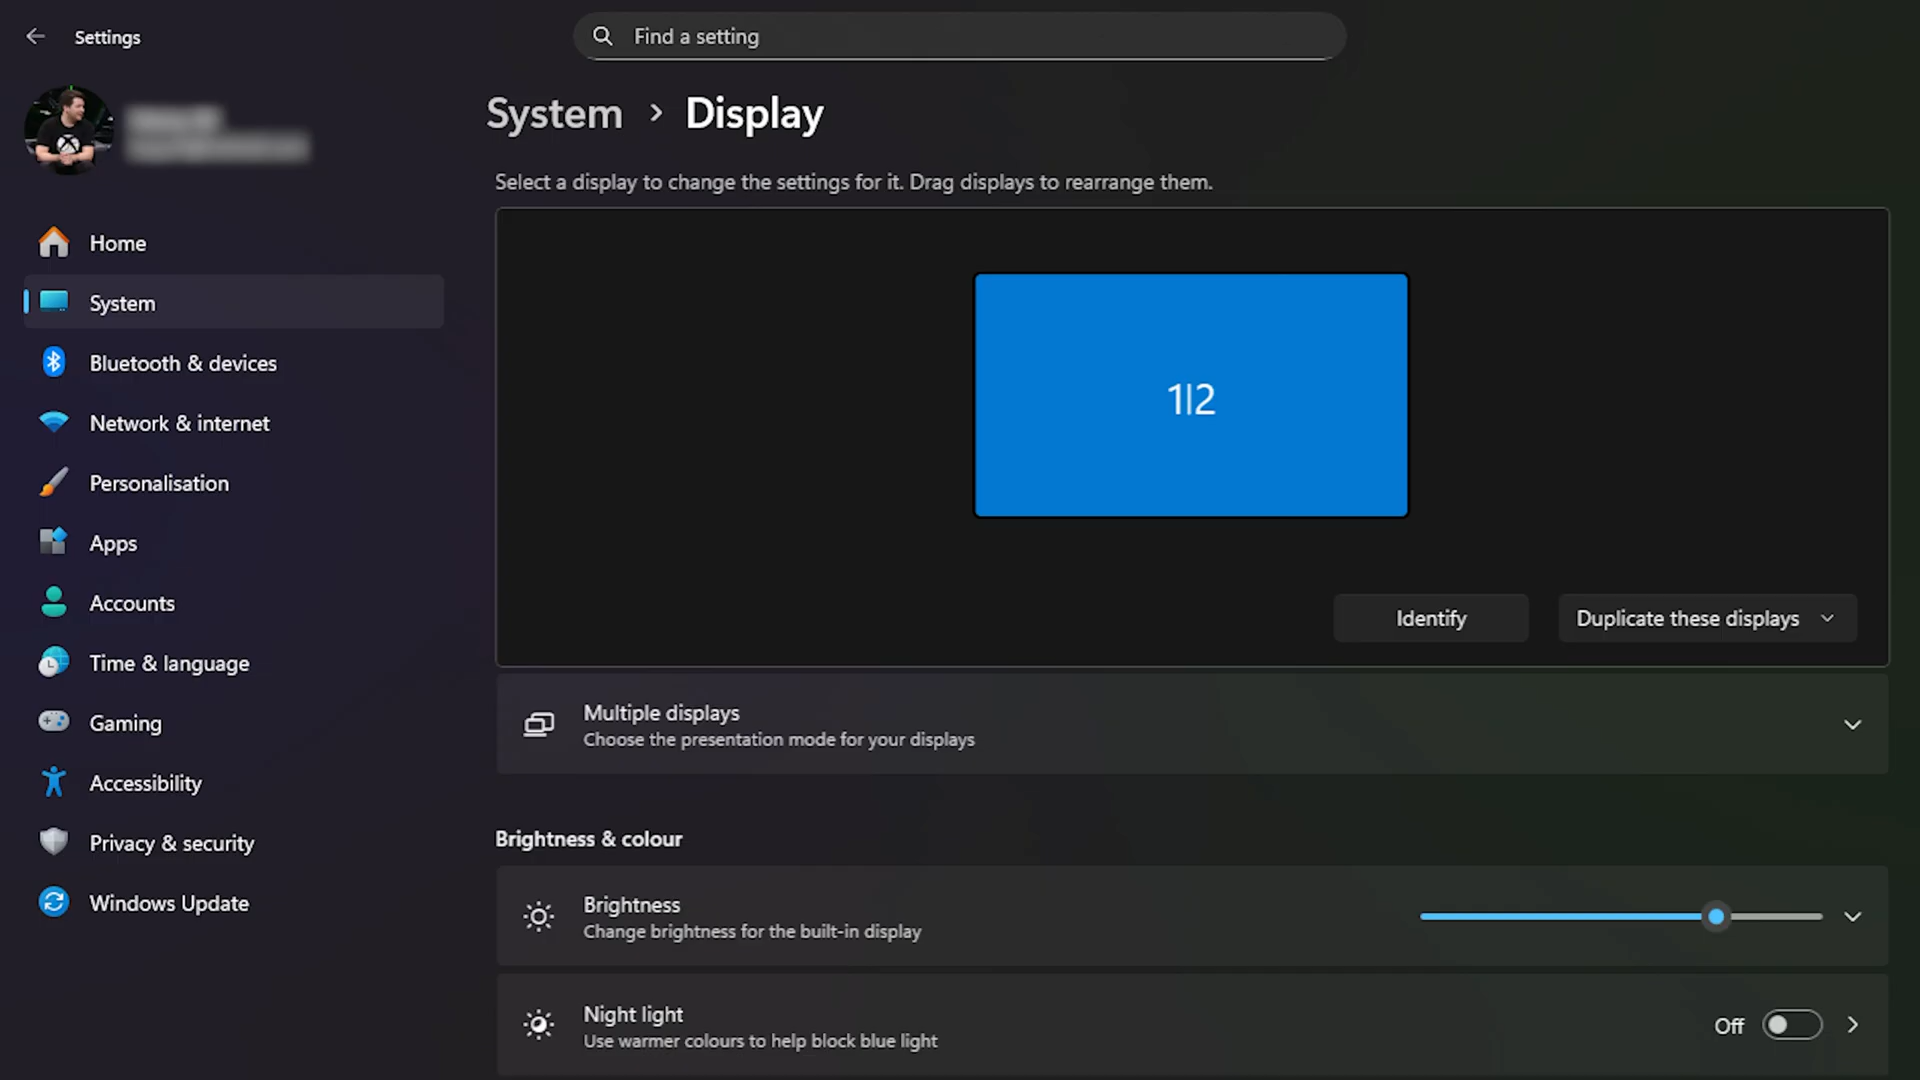 Settings
Find a setting
System > Display
Select a display to change the settings for it. Drag displays to rearrange them.
Home
System
Bluetooth & devices
Network & internet
Personalisation
Apps
Accounts
Time & language
Gaming
Accessibility
Privacy & security
Windows Update
1|2
Identify
Duplicate these displays
Multiple displays
Choose the presentation mode for your displays
Brightness & colour
Brightness
Change brightness for the built-in display
Night light
Use warmer colours to help block blue light
Off